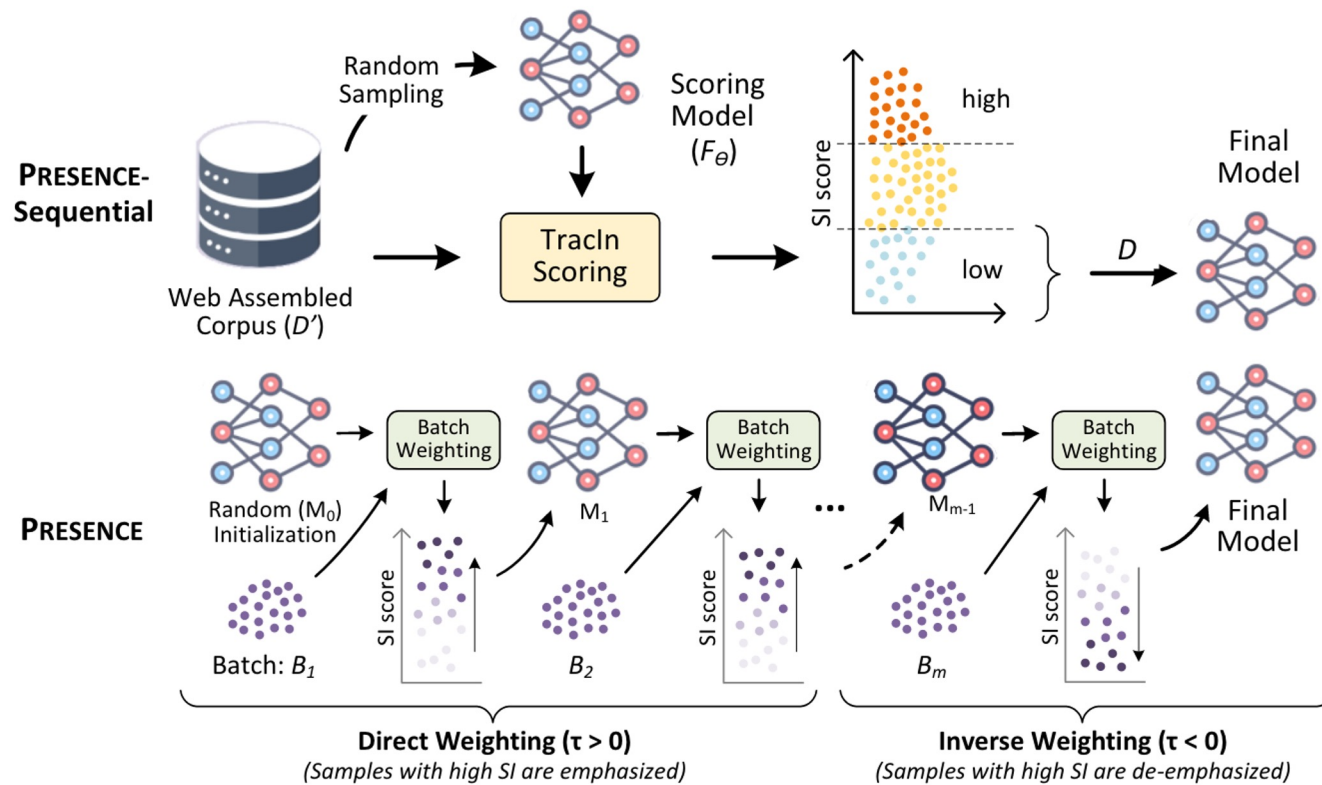 PRESENCE-
Sequential
Random
Sampling
Scoring
Model
(Fθ)
Web Assembled
Corpus (D’)
TracIn
Scoring
SI score
high
low
D
Final
Model
PRESENCE
Random (M0)
Initialization
Batch
Weighting
Batch: B1
SI score
M1
Batch
Weighting
B2
SI score
...
Mm-1
Batch
Weighting
Bm
SI score
Final
Model
Direct Weighting (τ > 0)
(Samples with high SI are emphasized)
Inverse Weighting (τ < 0)
(Samples with high SI are de-emphasized)